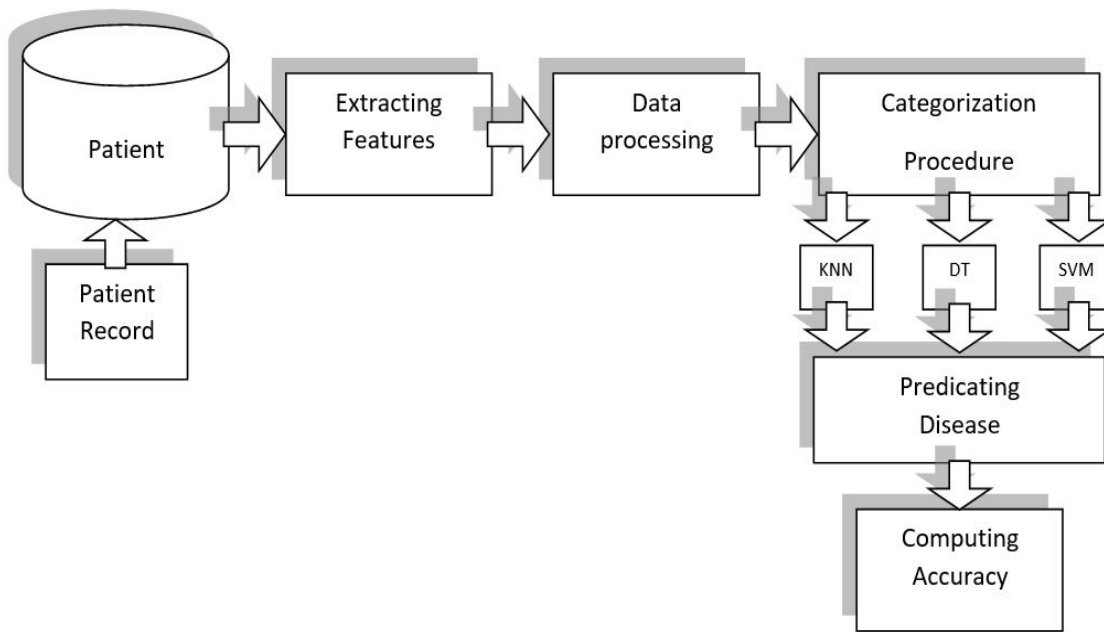 Patient
Patient
Record
Extracting
Features
Data
processing
Categorization
Procedure
KNN
DT
SVM
Predicating
Disease
Computing
Accuracy